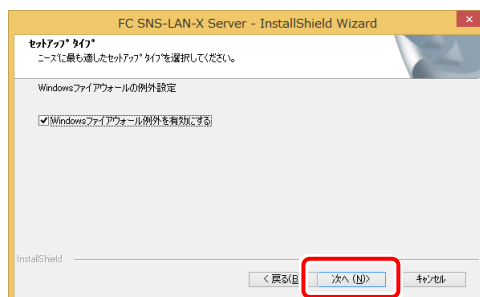 FC SNS-LAN-X Server - InstallShield Wizard
セットアップ タイプ
ニーズに最も適したセットアップ タイプを選択してください。
Windowsファイアウォールの例外設定
Windowsファイアウォール例外を有効にする
InstallShield
< 戻る(B
次へ (N)>
キャンセル